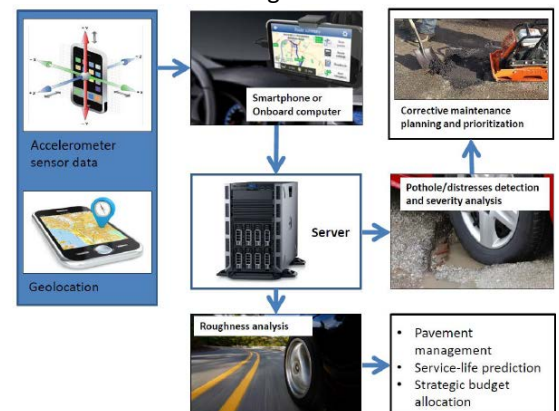 Accelerometer
sensor data
Geolocation
Smartphone or
Onboard computer
Corrective maintenance
planning and prioritization
Server
Pothole/distresses detection
and severity analysis
Roughness analysis
• Pavement
management
• Service-life prediction
• Strategic budget
allocation